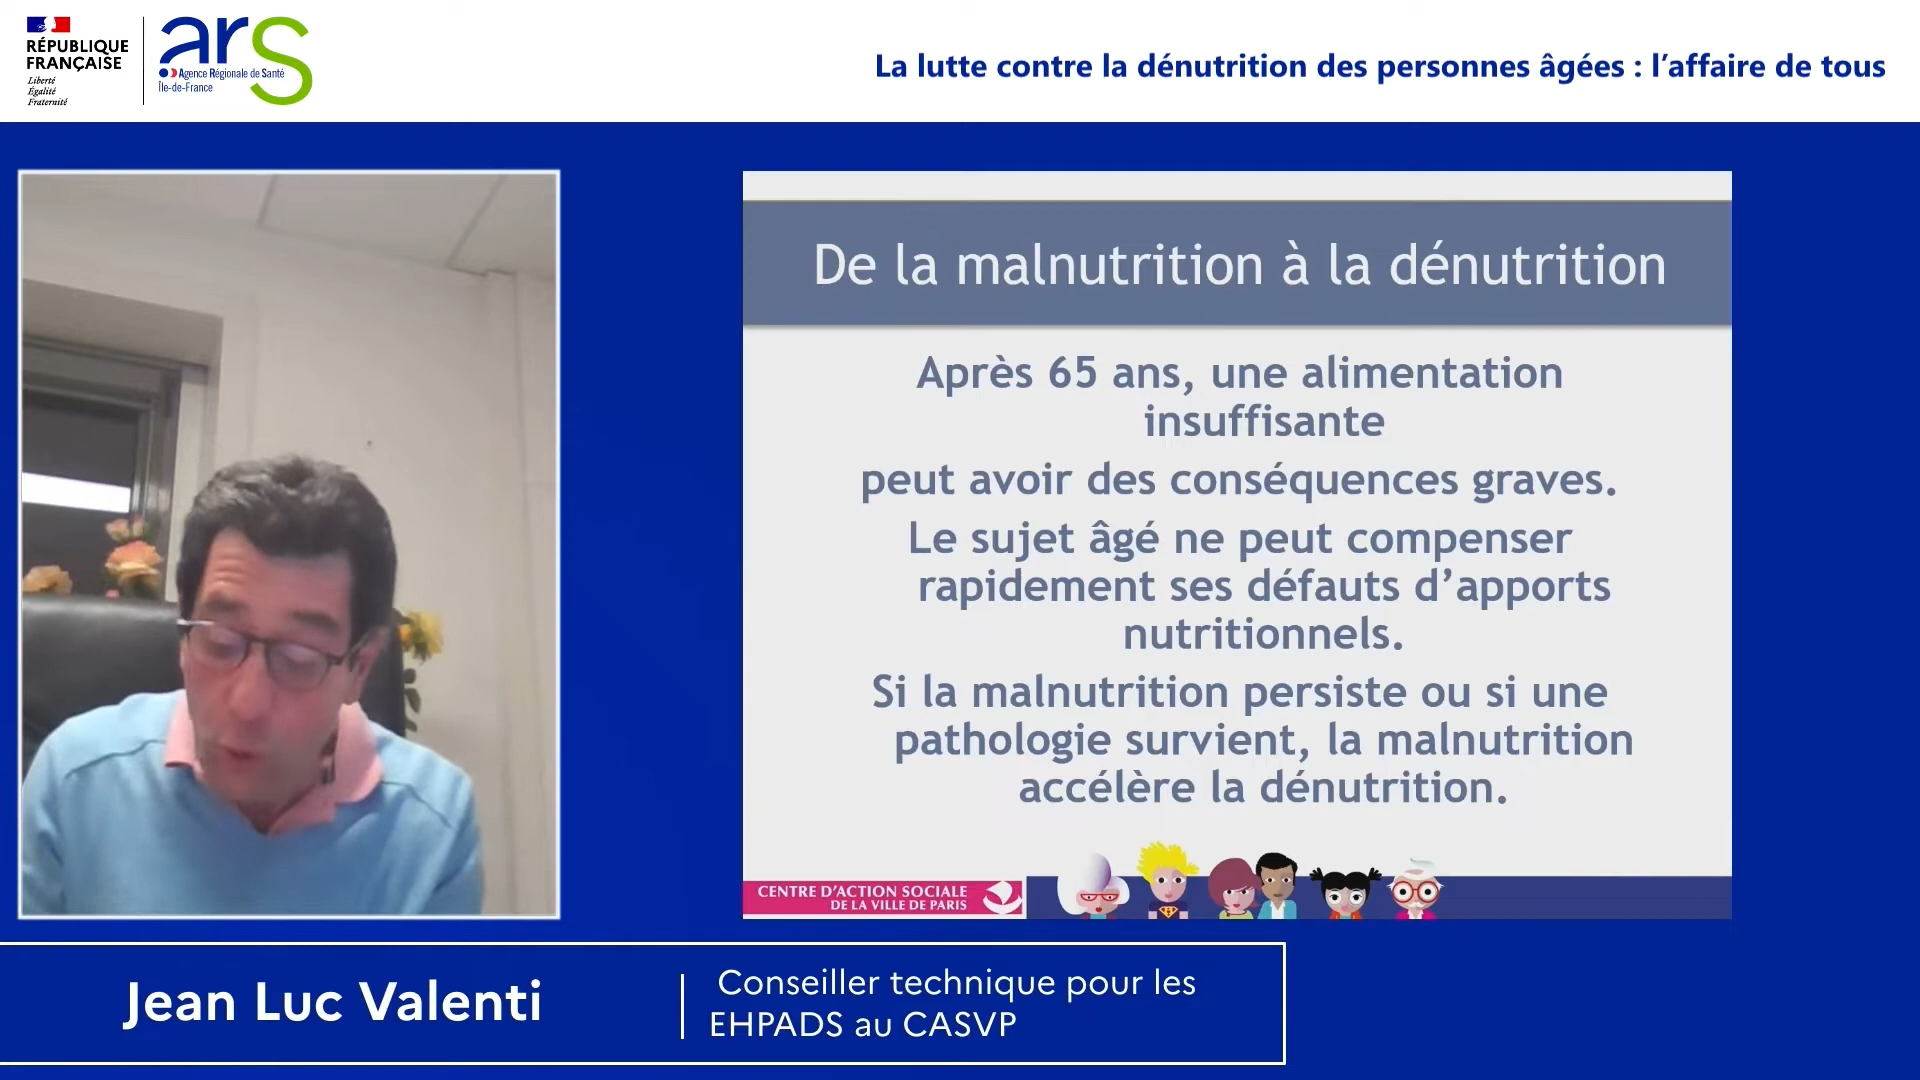 RÉPUBLIQUE
FRANÇAISE
Liberté
Égalité
Fraternité
ars
Agence Régionale de Santé
Île-de-France
La lutte contre la dénutrition des personnes âgées : l’affaire de tous
De la malnutrition à la dénutrition
Après 65 ans, une alimentation
insuffisante
peut avoir des conséquences graves.
Le sujet âgé ne peut compenser
rapidement ses défauts d’apports
nutritionnels.
Si la malnutrition persiste ou si une
pathologie survient, la malnutrition
accélère la dénutrition.
CENTRE D'ACTION SOCIALE
DE LA VILLE DE PARIS
Jean Luc Valenti
Conseiller technique pour les
EHPADS au CASVP